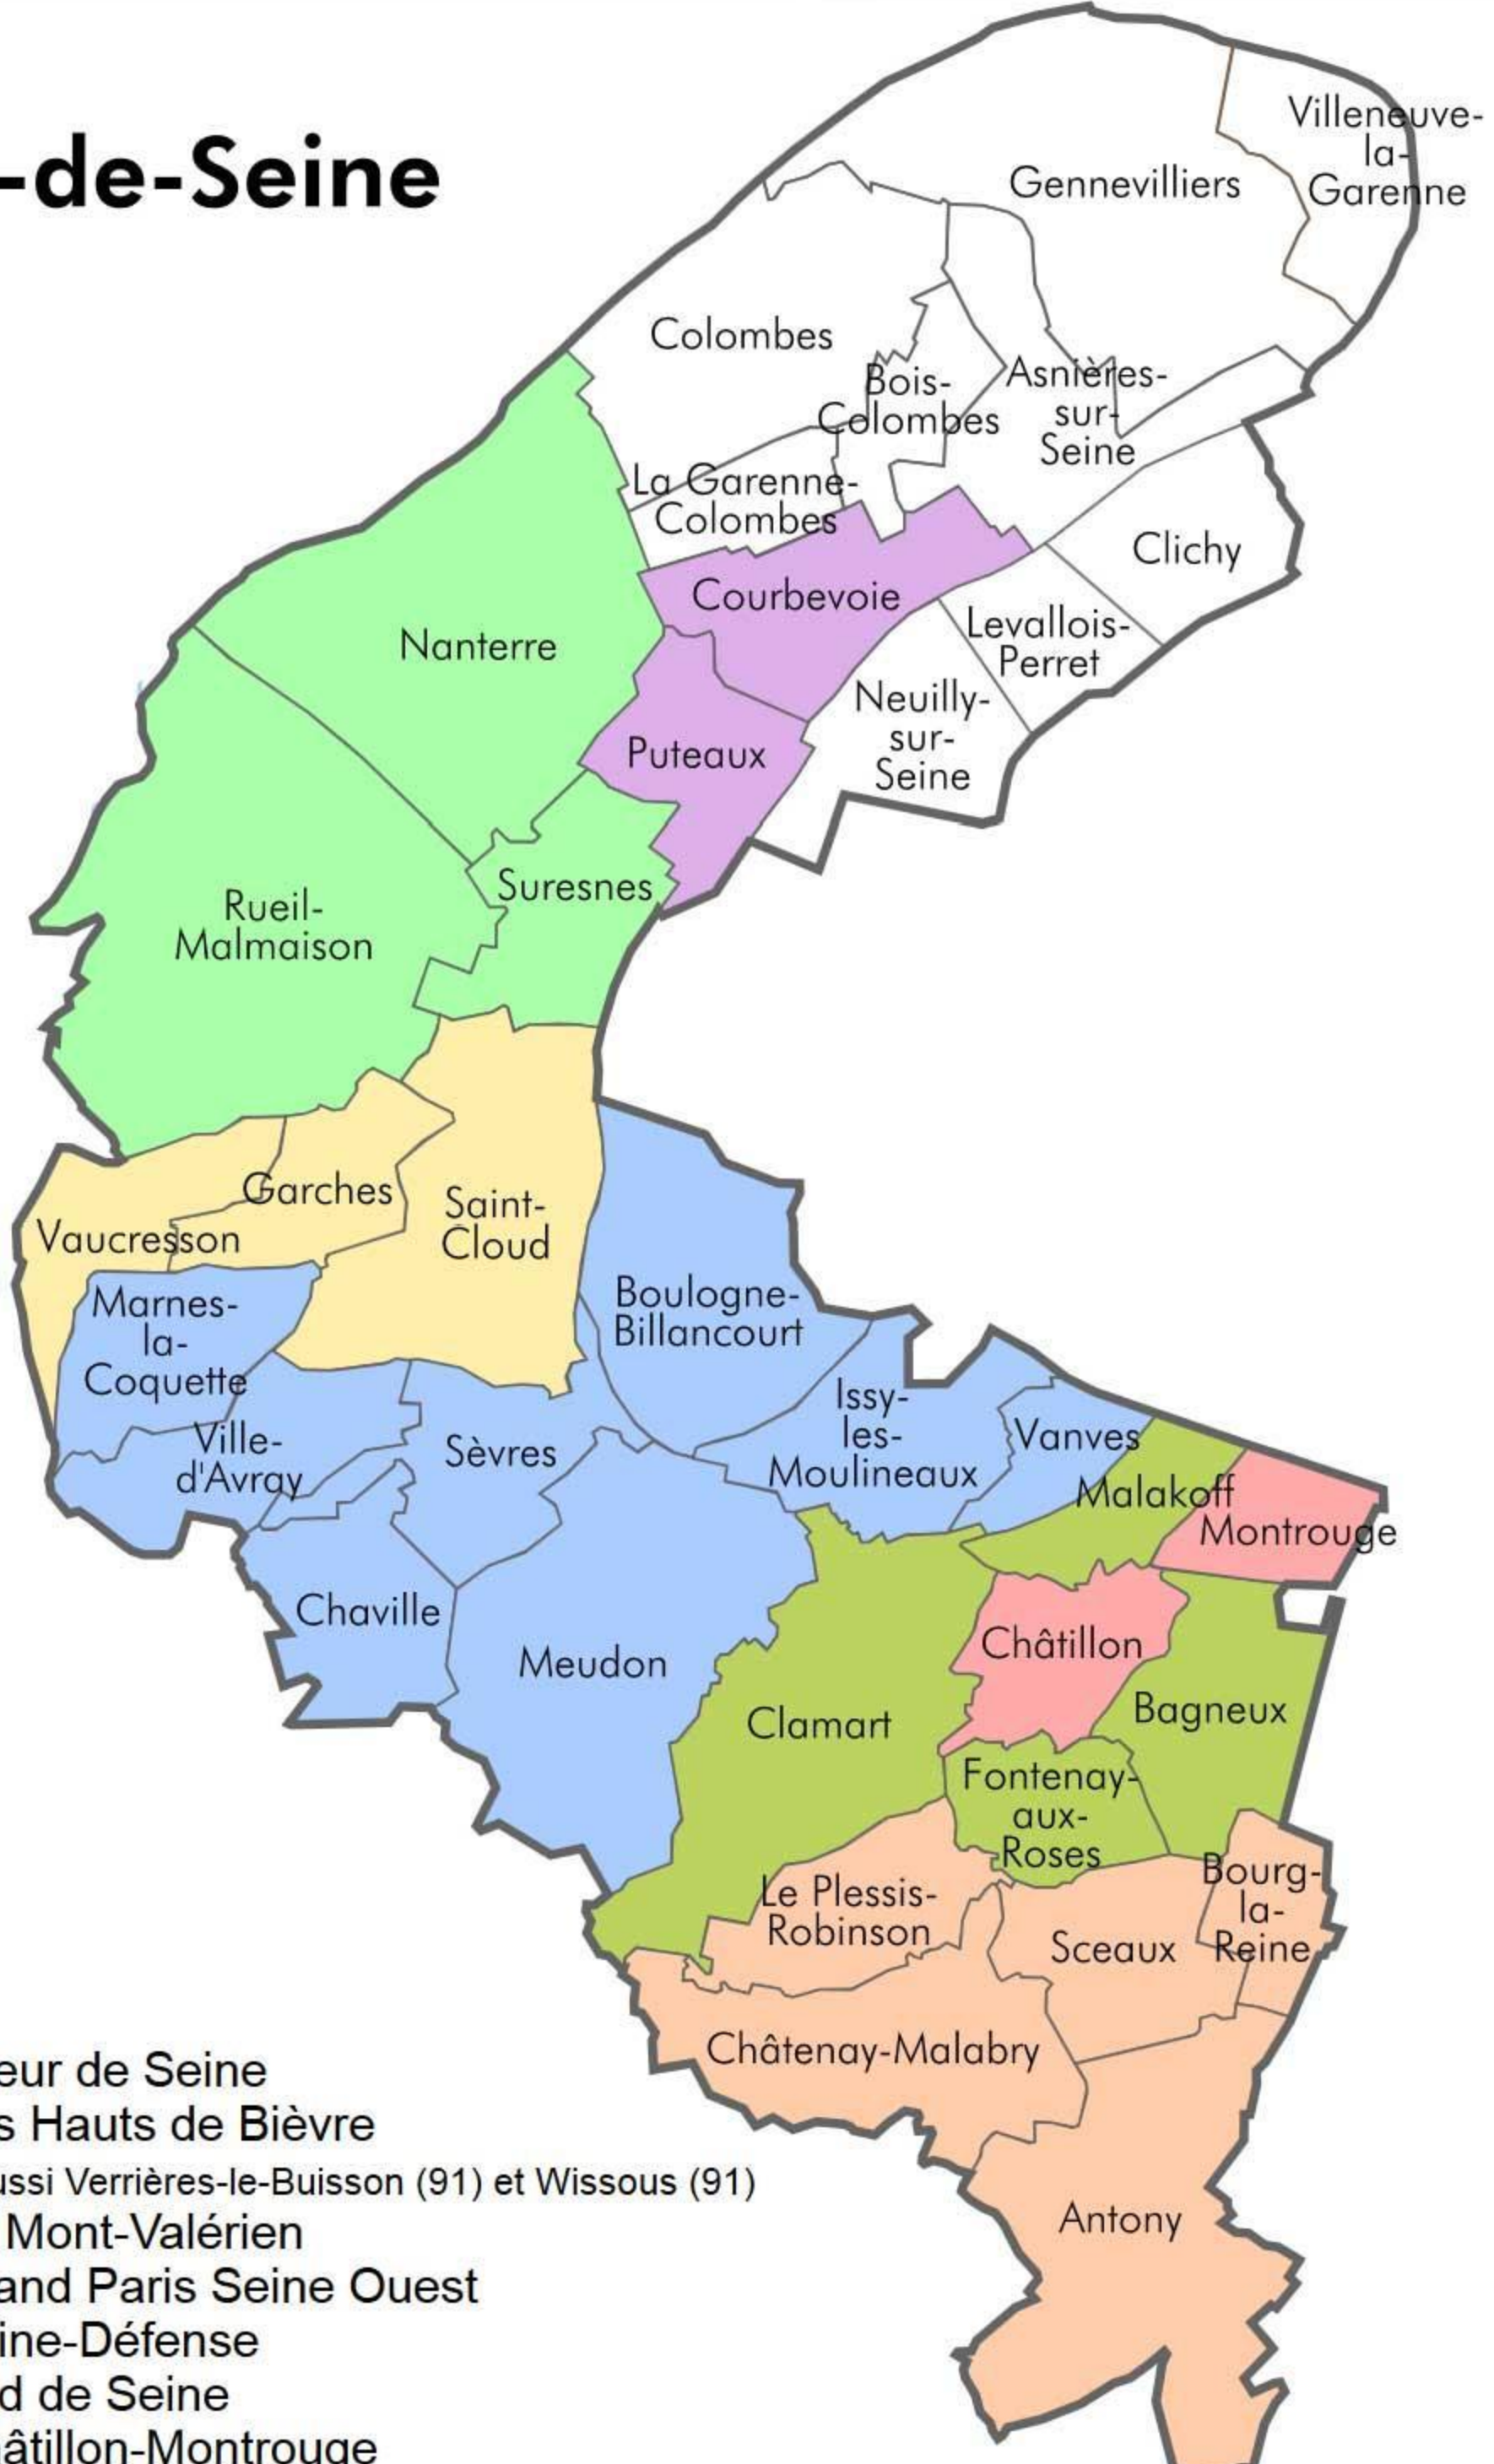 -de-Seine
Villeneuve-
la-
Garenne
Gennevilliers
Colombes
Bois-
Colombes
Asnières-
sur-
Seine
La Garenne-
Colombes
Clichy
Courbevoie
Levallois-
Perret
Nanterre
Neuilly-
sur-
Seine
Puteaux
Suresnes
Rueil-
Malmaison
Garches
Saint-
Cloud
Vaucresson
Marnes-
la-
Coquette
Boulogne-
Billancourt
Issy-
les-
Moulineaux
Vanves
Ville-
d'Avray
Sèvres
Malakoff
Montrouge
Chaville
Meudon
Châtillon
Clamart
Bagneux
Fontenay-
aux-
Roses
Le Plessis-
Robinson
Bourg-
la-
Reine
Sceaux
Châtenay-Malabry
Antony
eur de Seine
s Hauts de Bièvre
ussi Verrières-le-Buisson (91) et Wissous (91)
Mont-Valérien
and Paris Seine Ouest
ine-Défense
d de Seine
âtillon-Montrouge